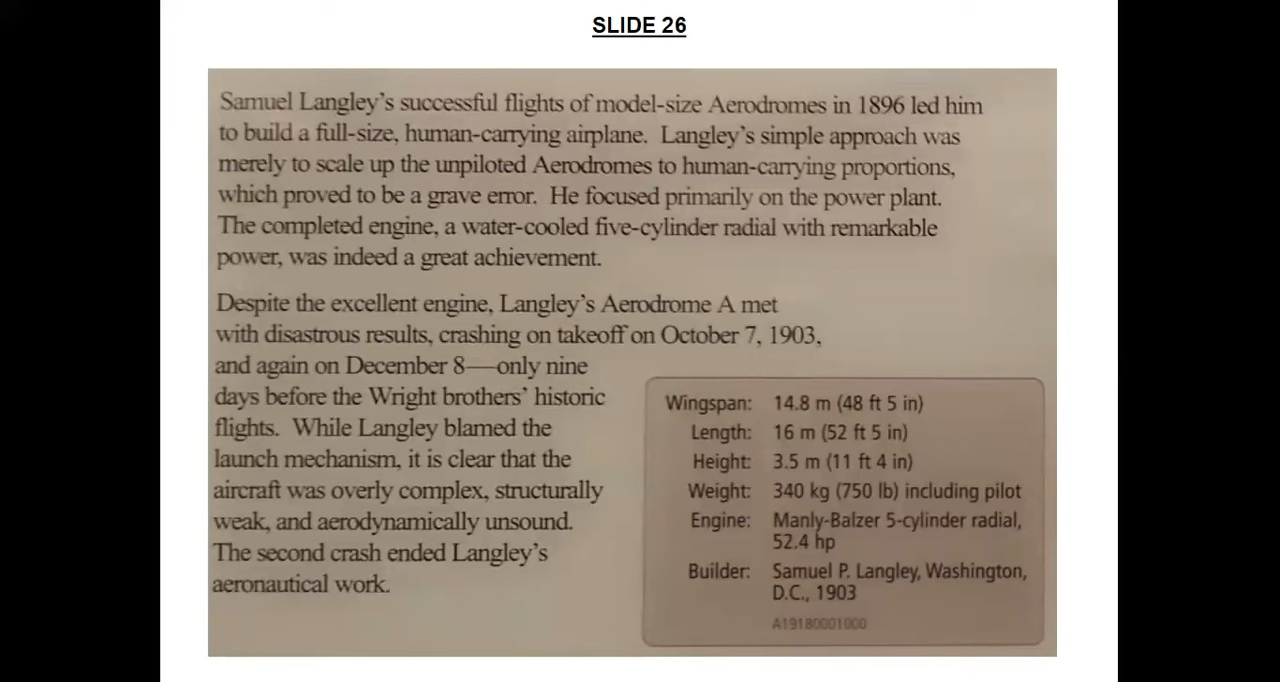 SLIDE 26
Samuel Langley's successful flights of model-size Aerodromes in 1896 led him
to build a full-size, human-carrying airplane. Langley's simple approach was
merely to scale up the unpiloted Aerodromes to human-carrying proportions,
which proved to be a grave error. He focused primarily on the power plant.
The completed engine, a water-cooled five-cylinder radial with remarkable
power, was indeed a great achievement.
Despite the excellent engine, Langley's Aerodrome A met
with disastrous results, crashing on takeoff on October 7, 1903,
and again on December 8—only nine
days before the Wright brothers' historic
flights. While Langley blamed the
launch mechanism, it is clear that the
aircraft was overly complex, structurally
weak, and aerodynamically unsound.
The second crash ended Langley's
aeronautical work.
Wingspan: 14.8 m (48 ft 5 in)
Length: 16 m (52 ft 5 in)
Height: 3.5 m (11 ft 4 in)
Weight: 340 kg (750 lb) including pilot
Engine: Manly-Balzer 5-cylinder radial,
52.4 hp
Builder: Samuel P. Langley, Washington,
D.C., 1903
A19180001000